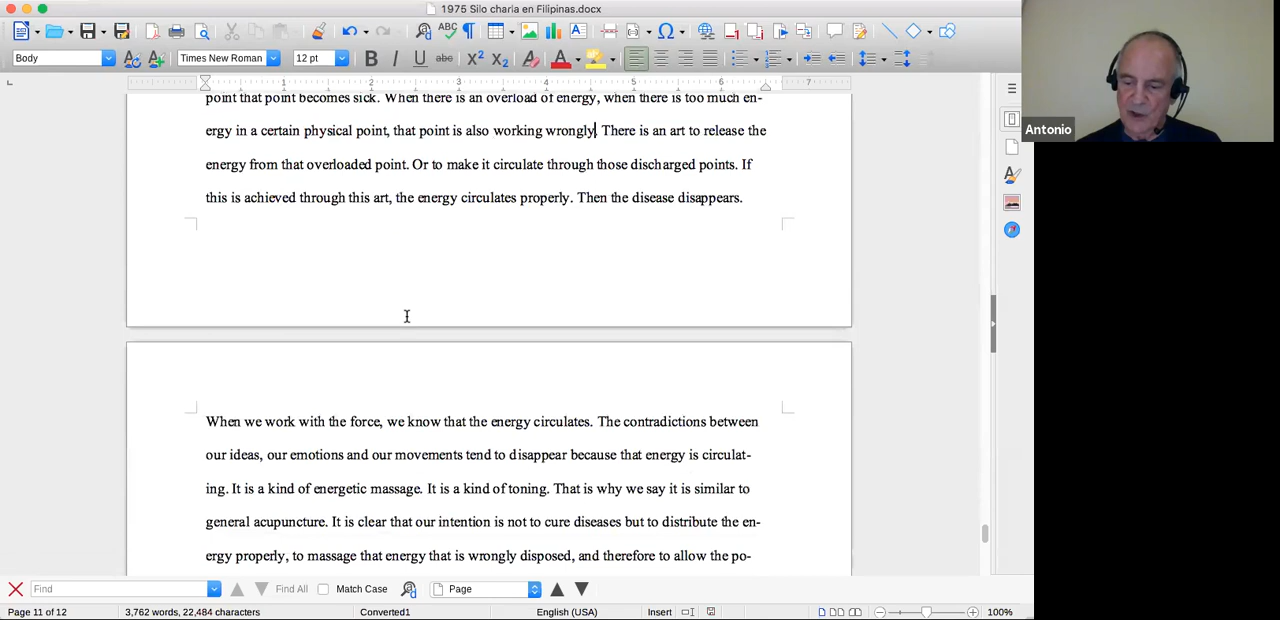 1975 Silo charia en Filipinas.docx
Body
Times New Roman
12 pt
1 2 3 4 5 6 7
point that point becomes sick. When there is an overload of energy, when there is too much en-
ergy in a certain physical point, that point is also working wrongly. There is an art to release the
energy from that overloaded point. Or to make it circulate through those discharged points. If
this is achieved through this art, the energy circulates properly. Then the disease disappears.
When we work with the force, we know that the energy circulates. The contradictions between
our ideas, our emotions and our movements tend to disappear because that energy is circulat-
ing. It is a kind of energetic massage. It is a kind of toning. That is why we say it is similar to
general acupuncture. It is clear that our intention is not to cure diseases but to distribute the en-
ergy properly, to massage that energy that is wrongly disposed, and therefore to allow the po-
Find
Find All
Match Case
Page
Page 11 of 12
3,762 words, 22,484 characters
Converted1
English (USA)
Insert
100%
Antonio